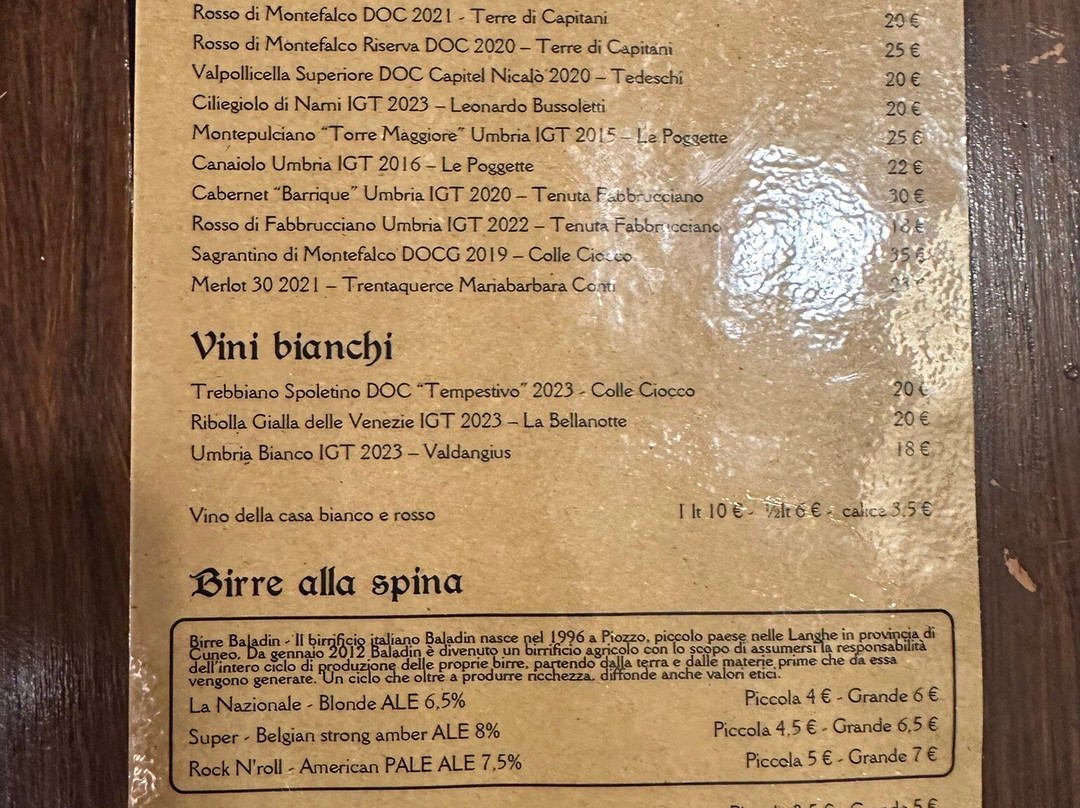 Rosso di Montefalco DOC 2021 - Terre di Capitani 20 €
Rosso di Montefalco Riserva DOC 2020 – Terre di Capitani 25 €
Valpollicella Superiore DOC Capitel Nicalò 2020 – Tedeschi 20 €
Ciliegiolo di Narni IGT 2023 – Leonardo Bussoletti 20 €
Montepulciano “Torre Maggiore” Umbria IGT 2015 – Le Poggette 25 €
Canaiolo Umbria IGT 2016 – Le Poggette 22 €
Cabernet “Barrique” Umbria IGT 2020 – Tenuta Fabbrucciano 30 €
Rosso di Fabbrucciano Umbria IGT 2022 – Tenuta Fabbrucciano 18 €
Sagrantino di Montefalco DOCG 2019 – Colle Ciocco 35 €
Merlot 30 2021 – Trentaquerce Mariabarbara Conti
Vini bianchi
Trebbiano Spoletino DOC “Tempestivo” 2023 - Colle Ciocco 20 €
Ribolla Gialla delle Venezie IGT 2023 – La Bellanotte 20 €
Umbria Bianco IGT 2023 – Valdangius 18 €
Vino della casa bianco e rosso 1 lt 10 € - ½lt 6 € - calice 3.5 €
Birre alla spina
Birre Baladin - Il birrificio italiano Baladin nasce nel 1996 a Piozzo, piccolo paese nelle Langhe in provincia di
Cuneo. Da gennaio 2012 Baladin è divenuto un birrificio agricolo con lo scopo di assumersi la responsabilità
dell'intero ciclo di produzione delle proprie birre, partendo dalla terra e dalle materie prime che da essa
vengono generate. Un ciclo che oltre a produrre ricchezza, diffonde anche valori etici.
La Nazionale - Blonde ALE 6,5% Piccola 4 € - Grande 6 €
Super - Belgian strong amber ALE 8% Piccola 4,5 € - Grande 6,5 €
Rock N'roll - American PALE ALE 7,5% Piccola 5 € - Grande 7 €